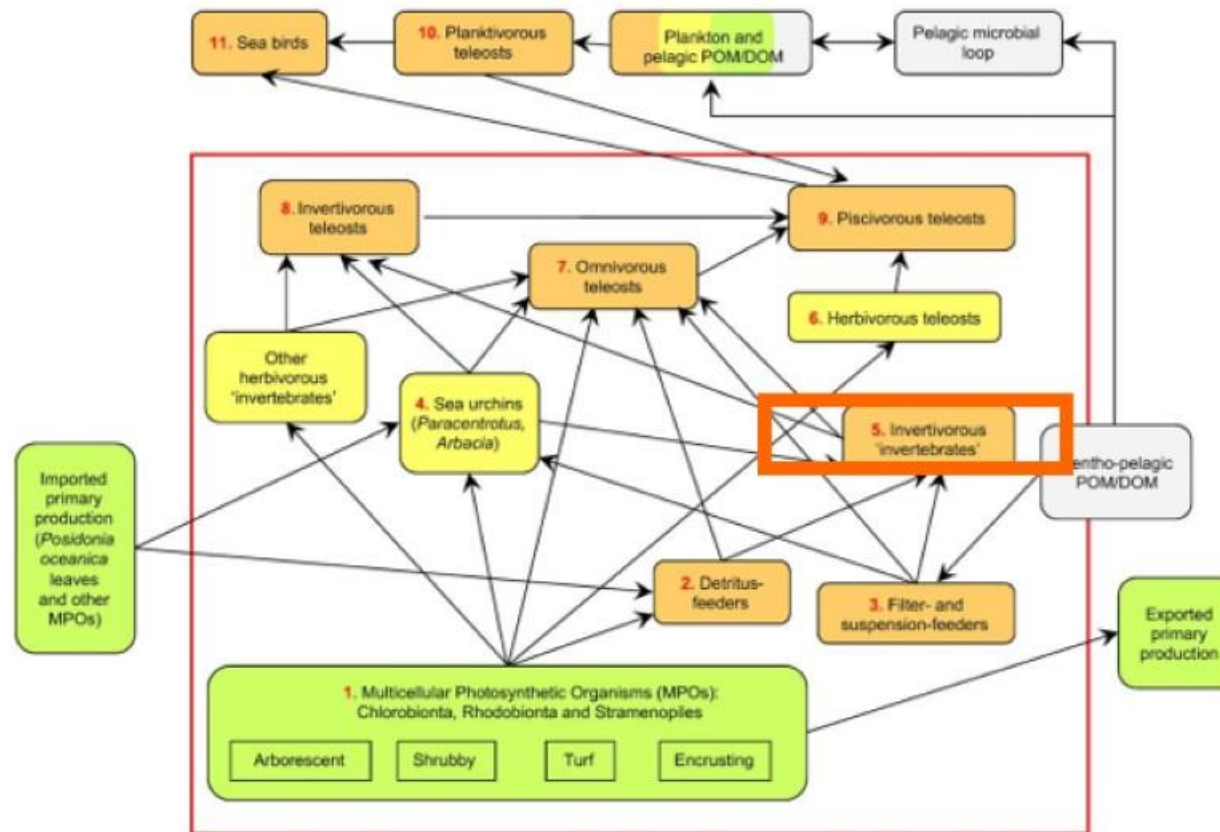 11. Sea birds
10. Planktivorous
teleosts
Plankton and
pelagic POM/DOM
Pelagic microbial
loop
8. Invertivorous
teleosts
9. Piscivorous teleosts
7. Omnivorous
teleosts
6. Herbivorous teleosts
Other
herbivorous
'invertebrates'
4. Sea urchins
(Paracentrotus,
Arbacia)
5. Invertivorous
'invertebrates'
entho-pelagic
POM/DOM
Imported
primary
production
(Posidonia
oceanica
leaves
and other
MPOs)
2. Detritus-
feeders
3. Filter- and
suspension-feeders
Exported
primary
production
1. Multicellular Photosynthetic Organisms (MPOs):
Chlorobionta, Rhodobionta and Stramenopiles
Arborescent
Shrubby
Turf
Encrusting